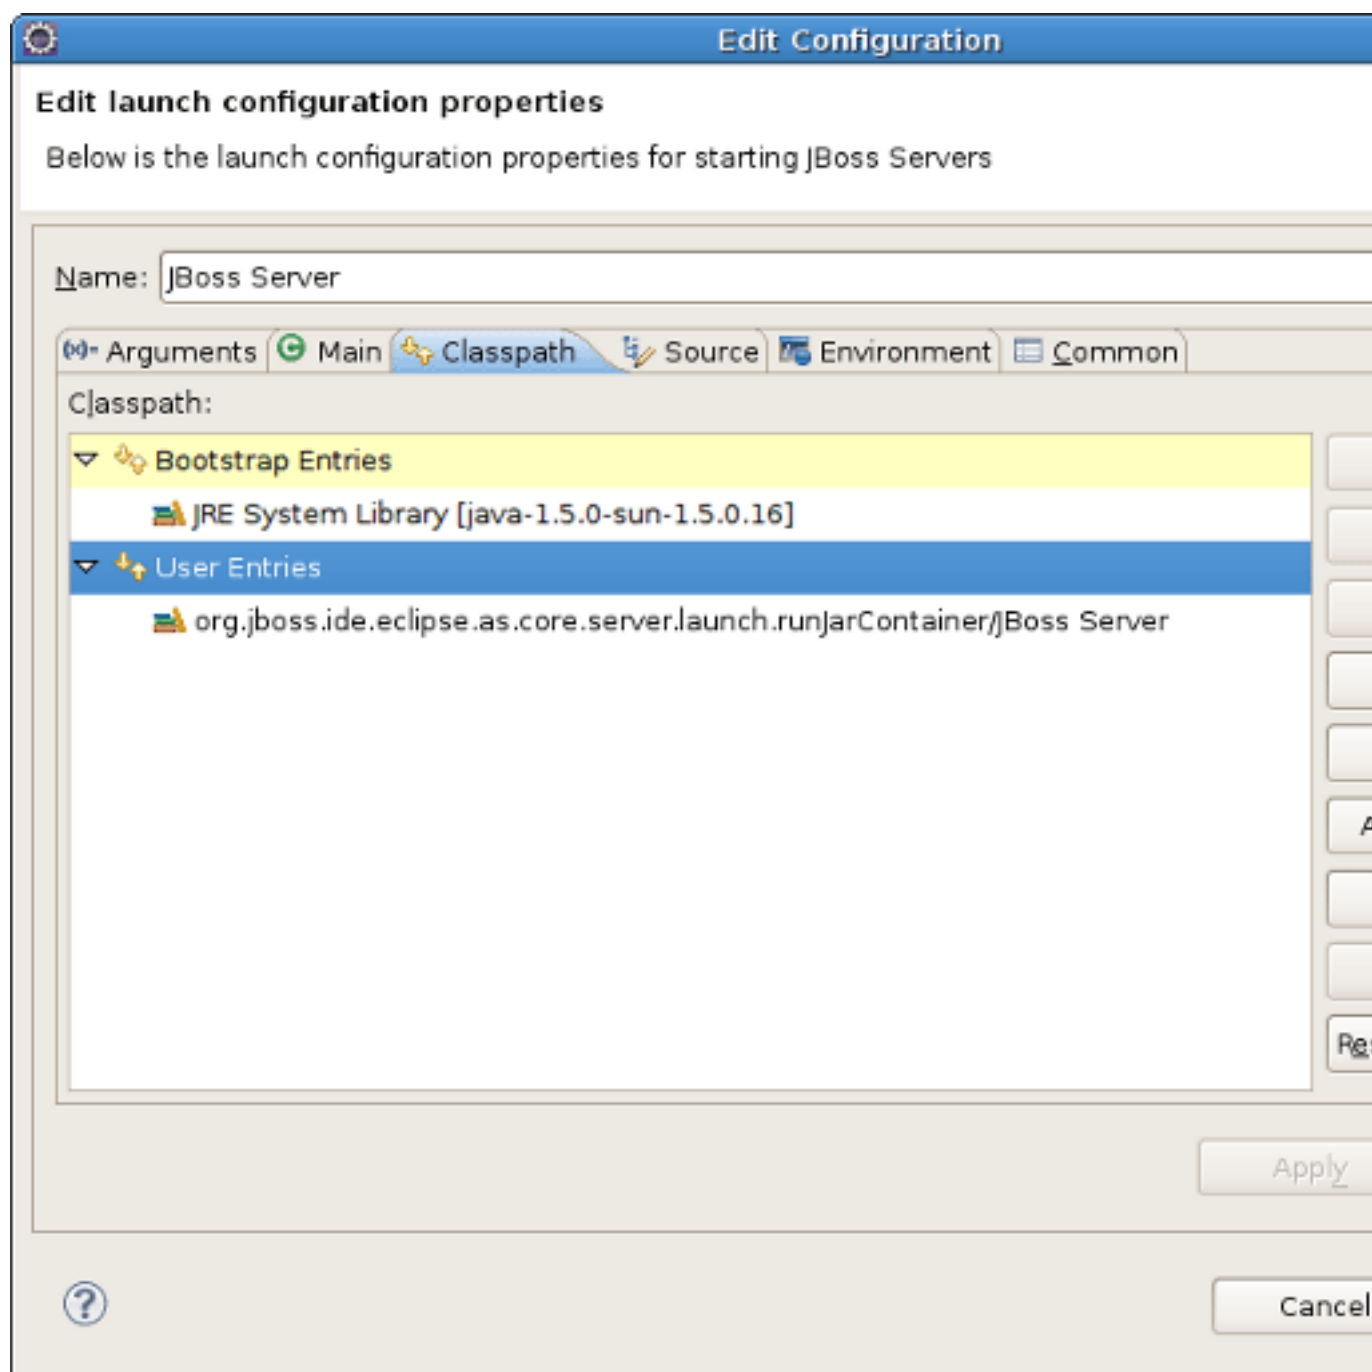 Edit Configuration
Edit launch configuration properties
Below is the launch configuration properties for starting JBoss Servers
Name: JBoss Server
Arguments Main Classpath Source Environment Common
Classpath:
Bootstrap Entries
JRE System Library [java-1.5.0-sun-1.5.0.16]
User Entries
org.jboss.ide.eclipse.as.core.server.launch.runJarContainer/JBoss Server
Apply
Cancel